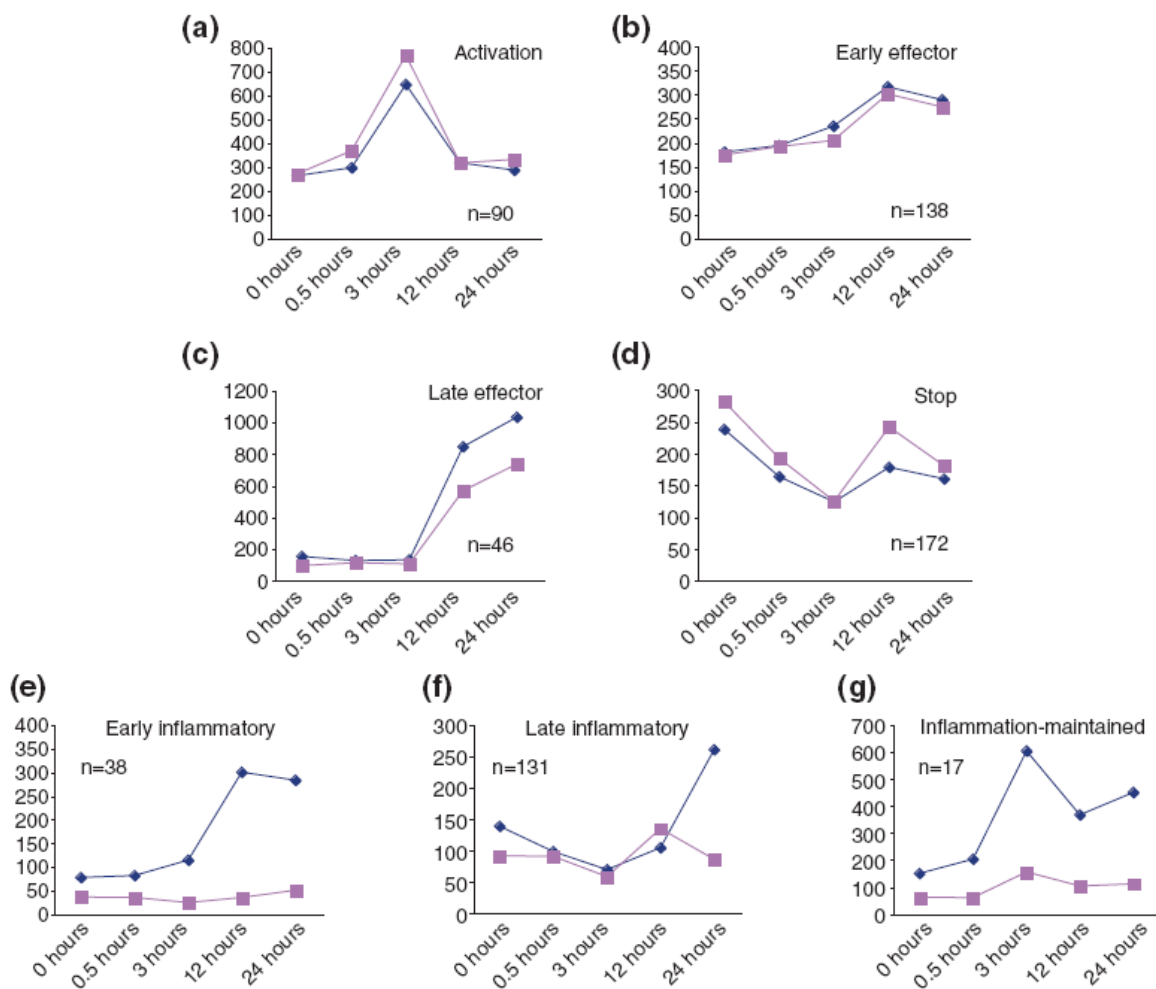 (a)
Activation
800
700
600
500
400
300
200
100
0
n=90
0 hours
0.5 hours
3 hours
12 hours
24 hours
(b)
Early effector
400
350
300
250
200
150
100
50
0
n=138
0 hours
0.5 hours
3 hours
12 hours
24 hours
(c)
Late effector
1200
1000
800
600
400
200
0
n=46
0 hours
0.5 hours
3 hours
12 hours
24 hours
(d)
Stop
300
250
200
150
100
50
0
n=172
0 hours
0.5 hours
3 hours
12 hours
24 hours
(e)
Early inflammatory
400
350
300
250
200
150
100
50
0
n=38
0 hours
0.5 hours
3 hours
12 hours
24 hours
(f)
Late inflammatory
300
250
200
150
100
50
0
n=131
0 hours
0.5 hours
3 hours
12 hours
24 hours
(g)
Inflammation-maintained
700
600
500
400
300
200
100
0
n=17
0 hours
0.5 hours
3 hours
12 hours
24 hours